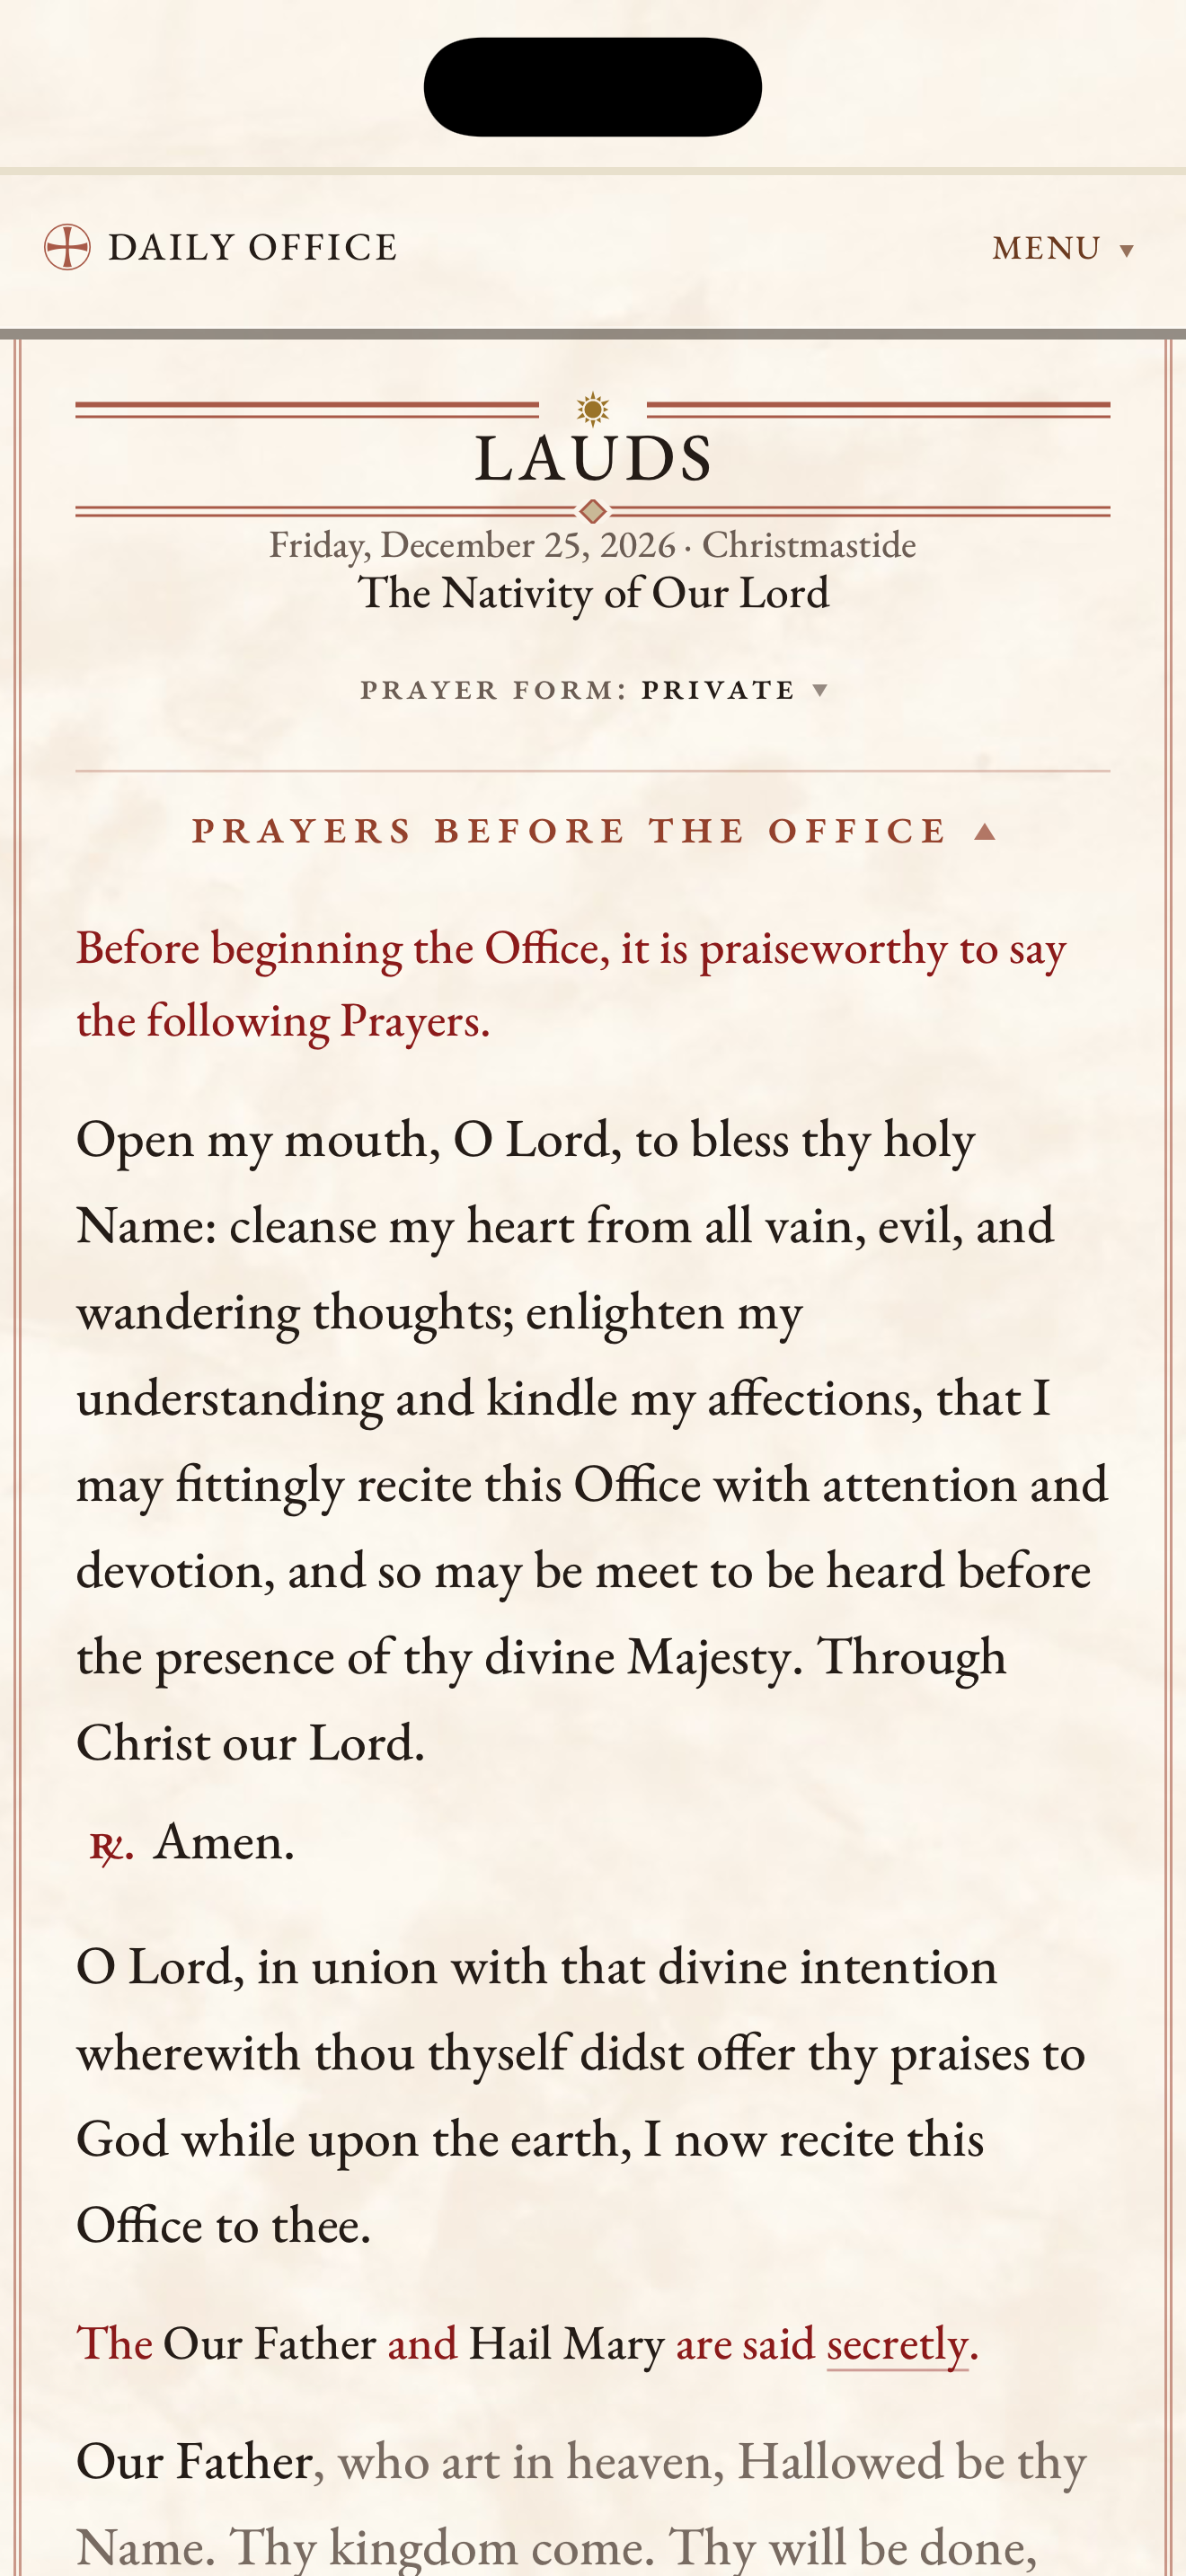 DAILY OFFICE
MENU ▼
LAUDS
Friday, December 25, 2026 · Christmastide
The Nativity of Our Lord
PRAYER FORM: PRIVATE ▼
PRAYERS BEFORE THE OFFICE ▲
Before beginning the Office, it is praiseworthy to say
the following Prayers.
Open my mouth, O Lord, to bless thy holy
Name: cleanse my heart from all vain, evil, and
wandering thoughts; enlighten my
understanding and kindle my affections, that I
may fittingly recite this Office with attention and
devotion, and so may be meet to be heard before
the presence of thy divine Majesty. Through
Christ our Lord.
℟. Amen.
O Lord, in union with that divine intention
wherewith thou thyself didst offer thy praises to
God while upon the earth, I now recite this
Office to thee.
The Our Father and Hail Mary are said secretly.
Our Father, who art in heaven, Hallowed be thy
Name. Thy kingdom come. Thy will be done,